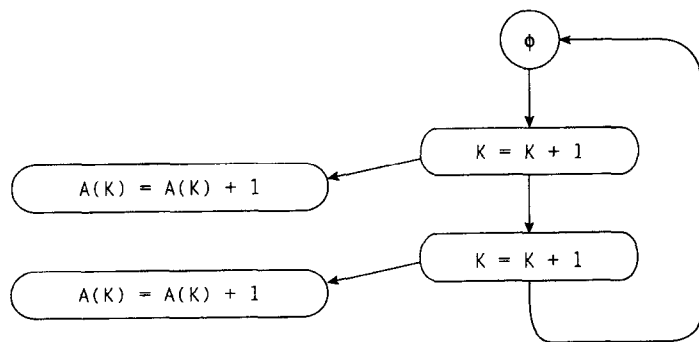 ϕ
K = K + 1
A(K) = A(K) + 1
K = K + 1
A(K) = A(K) + 1